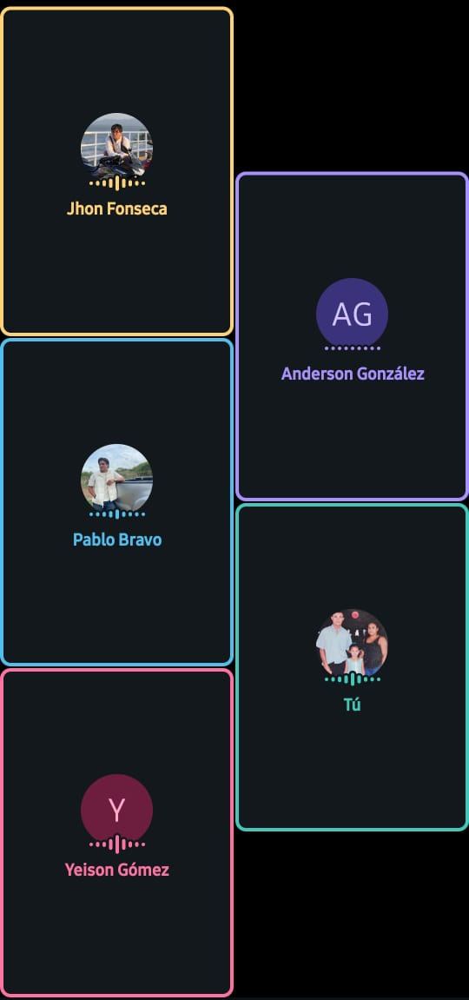 Jhon Fonseca
AG
Anderson González
Pablo Bravo
Tú
Y
Yeison Gómez